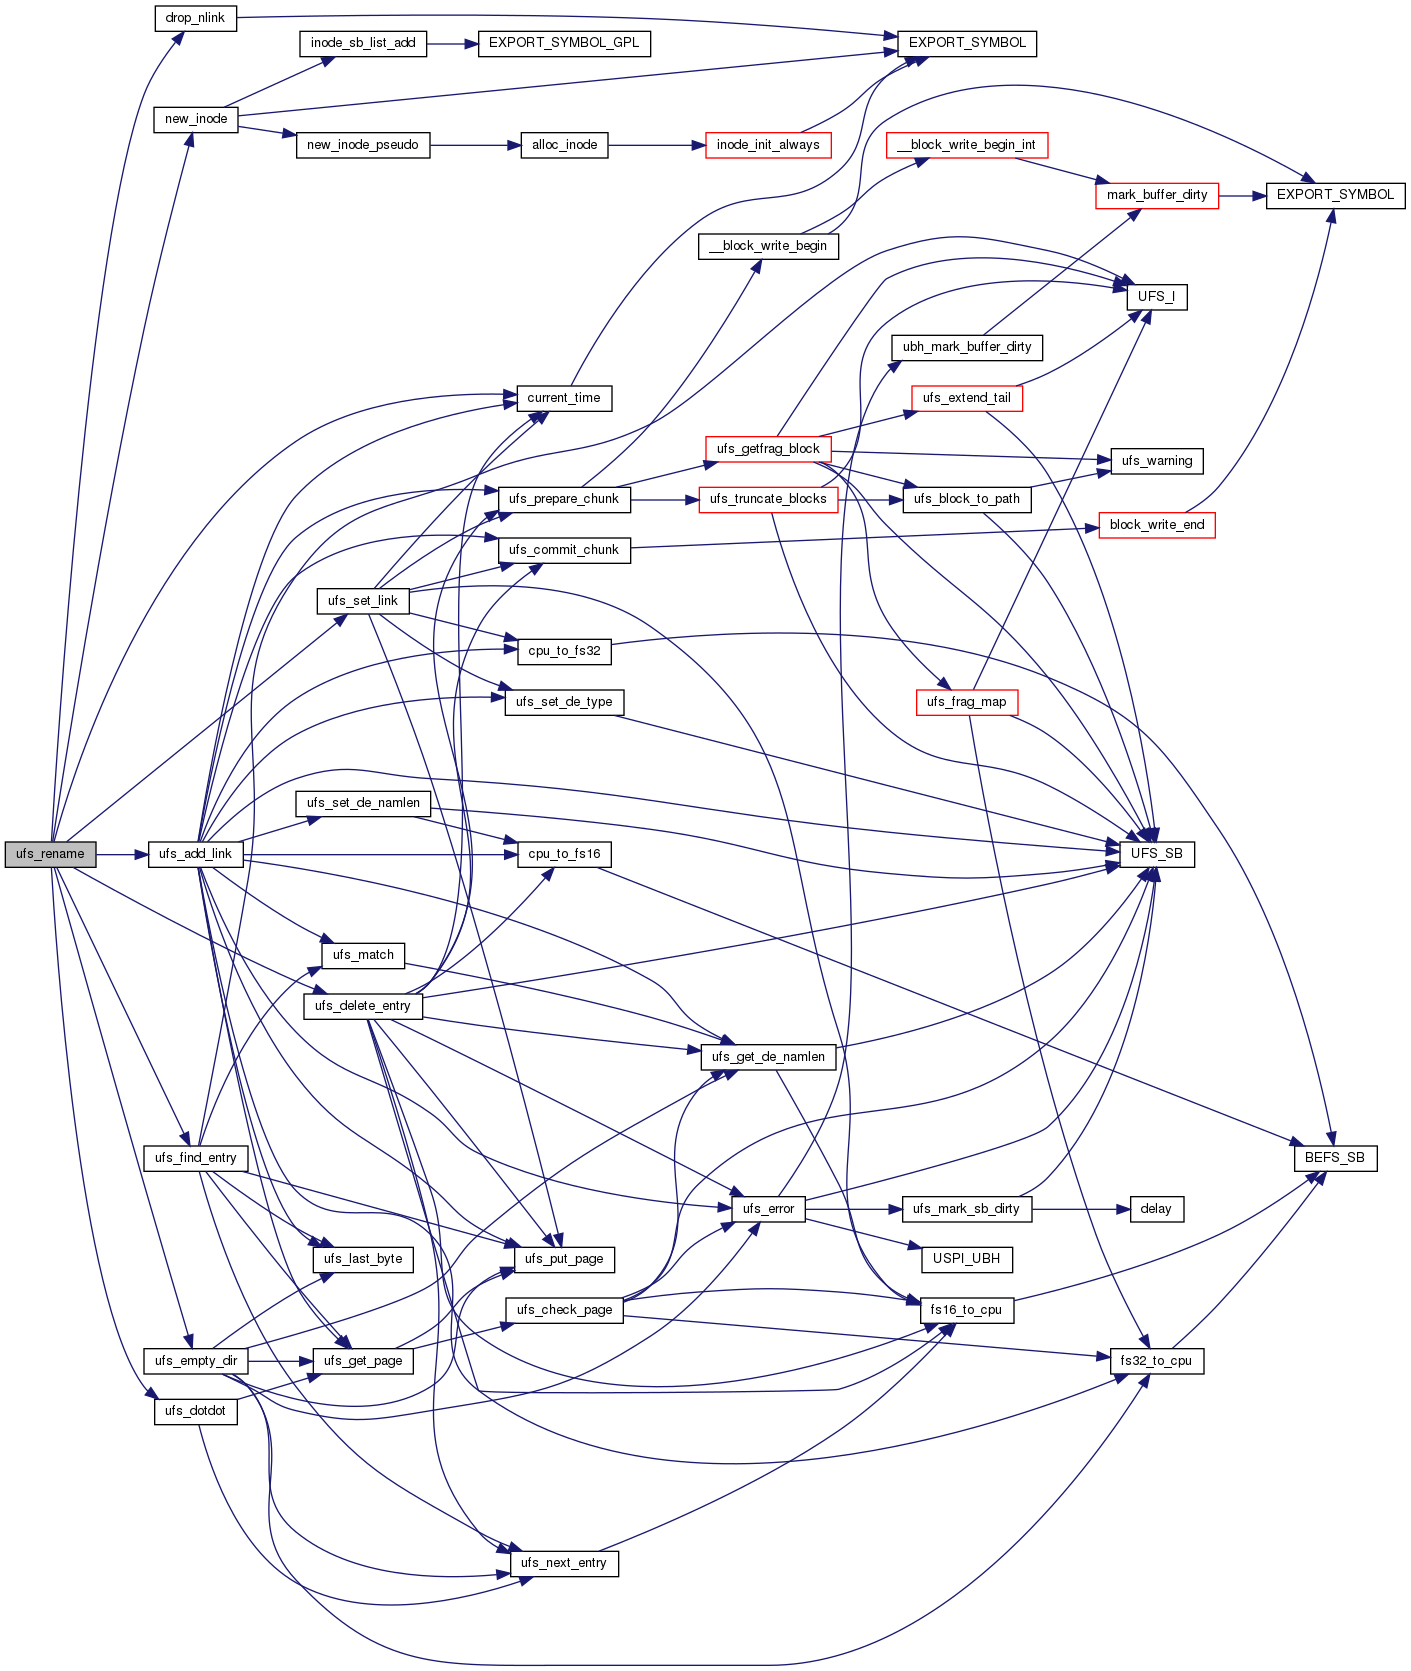 drop_nlink
inode_sb_list_add
EXPORT_SYMBOL_GPL
EXPORT_SYMBOL
new_inode
new_inode_pseudo
alloc_inode
inode_init_always
__block_write_begin_int
mark_buffer_dirty
EXPORT_SYMBOL
__block_write_begin
UFS_I
ubh_mark_buffer_dirty
current_time
ufs_extend_tail
ufs_getfrag_block
ufs_warning
ufs_prepare_chunk
ufs_truncate_blocks
ufs_block_to_path
block_write_end
ufs_commit_chunk
ufs_set_link
cpu_to_fs32
ufs_set_de_type
ufs_frag_map
ufs_set_de_namlen
ufs_rename
ufs_add_link
cpu_to_fs16
UFS_SB
ufs_match
ufs_delete_entry
ufs_get_de_namlen
ufs_find_entry
BEFS_SB
ufs_error
ufs_mark_sb_dirty
delay
ufs_last_byte
ufs_put_page
USPI_UBH
ufs_check_page
fs16_to_cpu
ufs_empty_dir
ufs_get_page
fs32_to_cpu
ufs_dotdot
ufs_next_entry